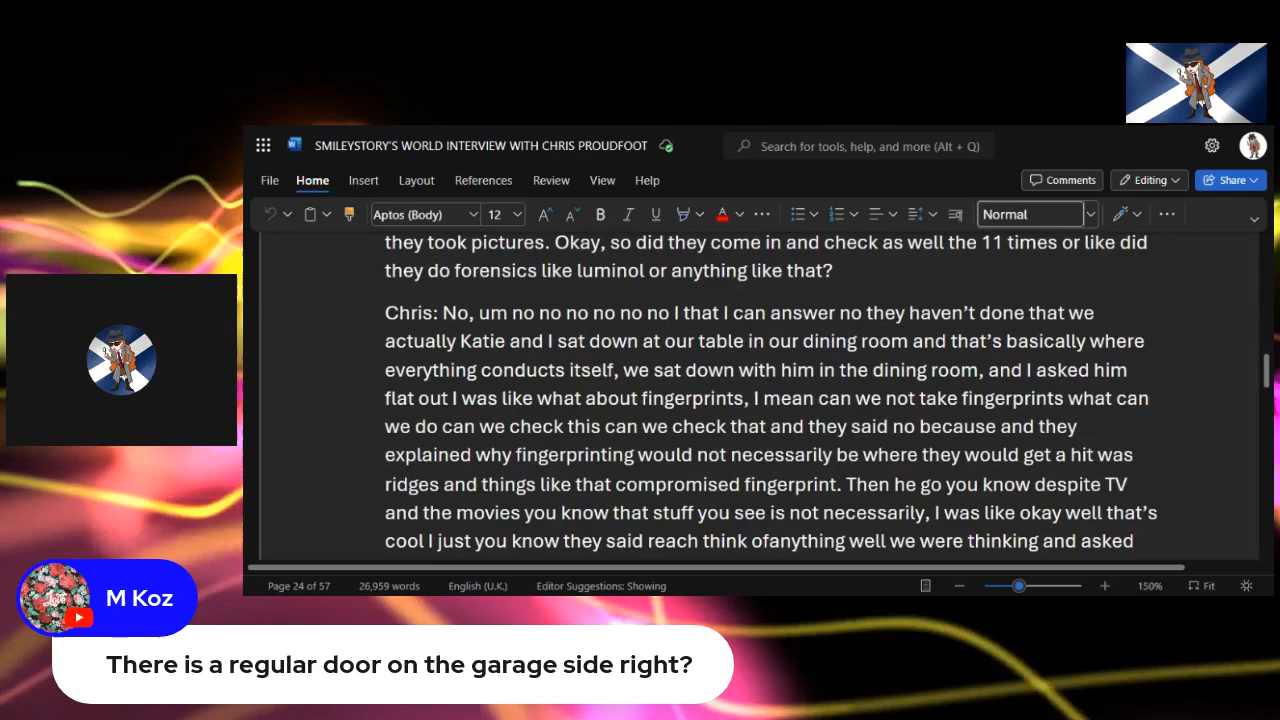 SMILEYSTORY'S WORLD INTERVIEW WITH CHRIS PROUDFOOT
Search for tools, help, and more (Alt + Q)
File Home Insert Layout References Review View Help
Comments Editing Share
Aptos (Body) 12 B I U A Normal
they took pictures. Okay, so did they come in and check as well the 11 times or like did
they do forensics like luminol or anything like that?
Chris: No, um no no no no no no I that I can answer no they haven't done that we
actually Katie and I sat down at our table in our dining room and that's basically where
everything conducts itself, we sat down with him in the dining room, and I asked him
flat out I was like what about fingerprints, I mean can we not take fingerprints what can
we do can we check this can we check that and they said no because and they
explained why fingerprinting would not necessarily be where they would get a hit was
ridges and things like that compromised fingerprint. Then he go you know despite TV
and the movies you know that stuff you see is not necessarily, I was like okay well that's
cool I just you know they said reach think ofanything well we were thinking and asked
Page 24 of 57 26,959 words English (U.K.) Editor Suggestions: Showing 150% Fit
M Koz
There is a regular door on the garage side right?